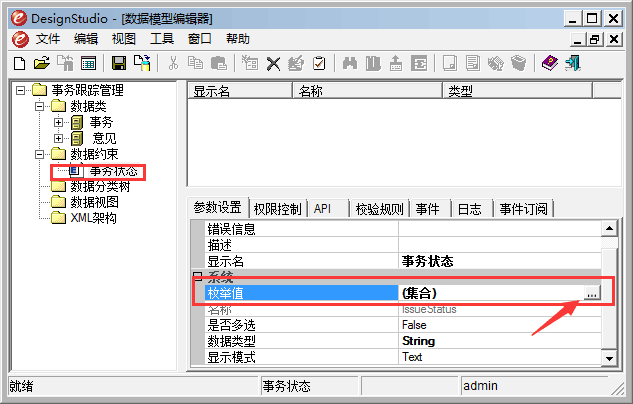 DesignStudio - [数据模型编辑器]
文件 编辑 视图 工具 窗口 帮助
事务跟踪管理
数据类
事务
意见
数据约束
事务状态
数据分类树
数据视图
XML架构
显示名 名称 类型
参数设置 权限控制 API 校验规则 事件 日志 事件订阅
错误信息
描述
显示名 事务状态
系统
枚举值 (集合) ...
名称 IssueStatus
是否多选 False
数据类型 String
显示模式 Text
就绪 事务状态 admin